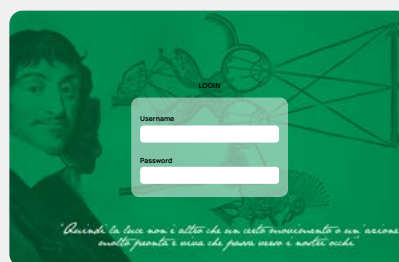 LOGIN
Username
Password
"Quindi la luce non è altro che un certo movimento o un'azione
molto pronta e viva che passa verso i nostri occhi"